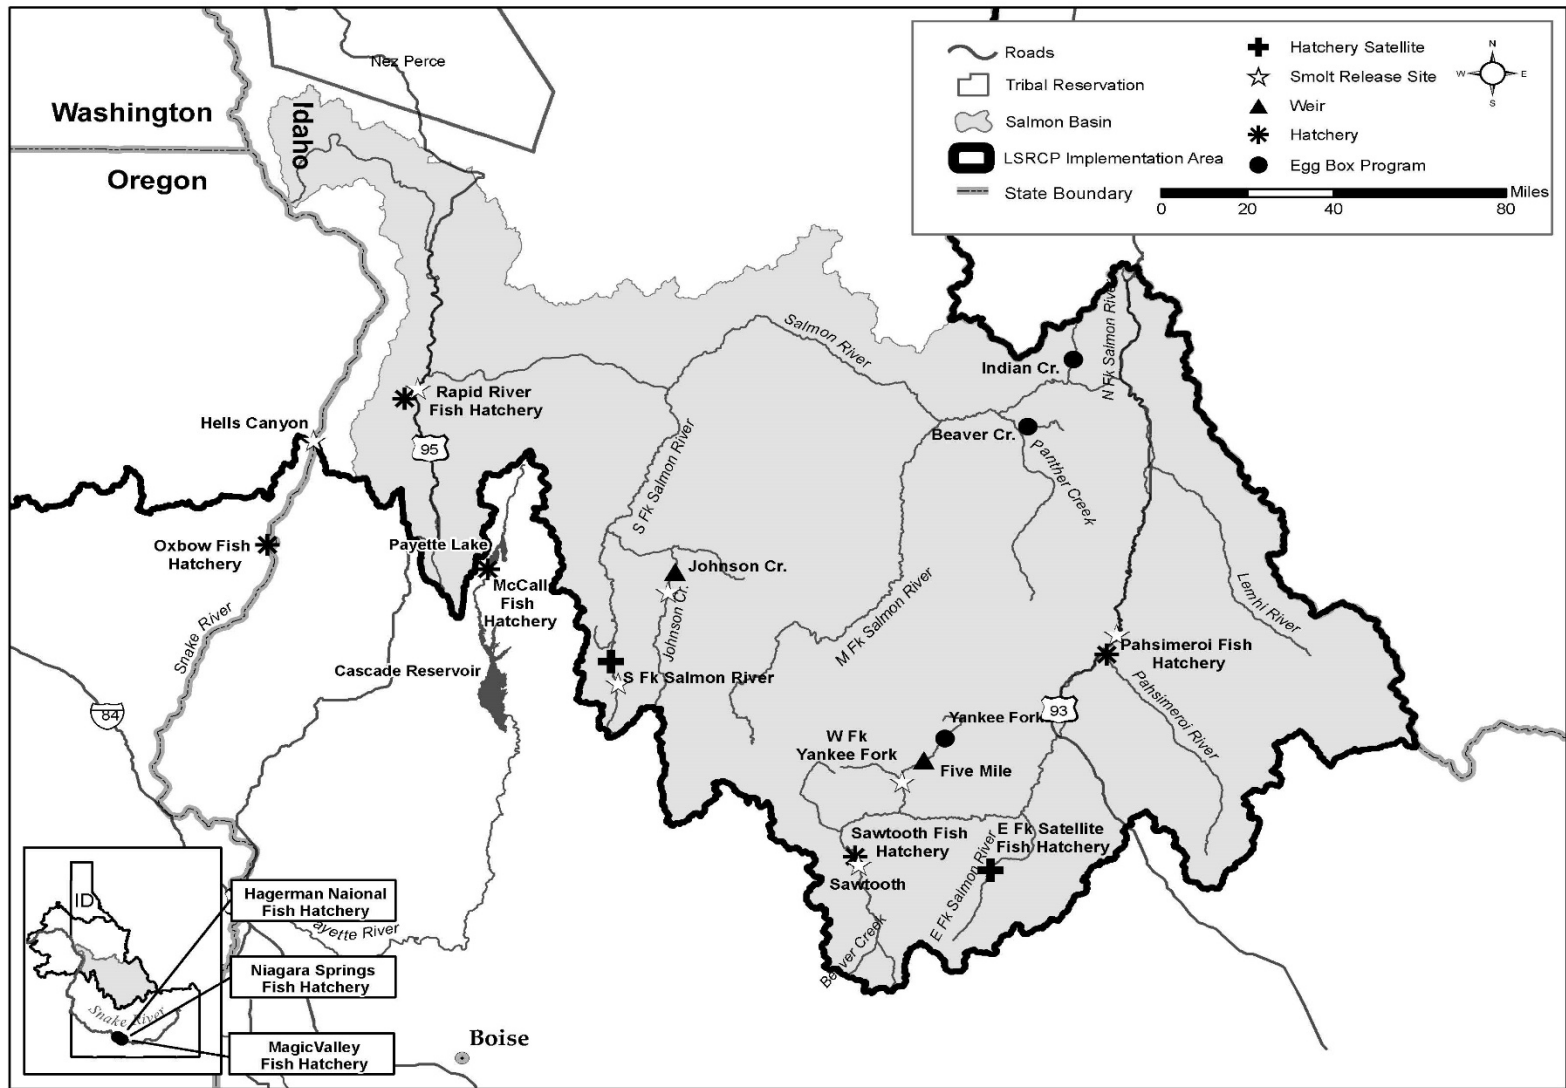 Nez Perce
Washington
Idaho
Oregon
Roads
Tribal Reservation
Salmon Basin
LSRCP Implementation Area
State Boundary
Hatchery Satellite
Smolt Release Site
Weir
Hatchery
Egg Box Program
N
W
E
S
Miles
0
20
40
80
Salmon River
N Fk Salmon River
Indian Cr.
Rapid River
Fish Hatchery
Hells Canyon
95
Beaver Cr.
Panther Creek
S Fk Salmon River
Oxbow Fish
Hatchery
Payette Lake
McCall
Fish
Hatchery
Johnson Cr.
Johnson Cr.
M Fk Salmon River
Lemhi River
Snake River
Cascade Reservoir
S Fk Salmon River
Pahsimeroi Fish
Hatchery
Pahsimeroi River
84
93
Yankee Fork
W Fk
Yankee Fork
Five Mile
Sawtooth Fish
Hatchery
E Fk Satellite
Fish Hatchery
Sawtooth
E Fk Salmon River
Beaver Creek
ID
Hagerman Naional
Fish Hatchery
ayette River
Niagara Springs
Fish Hatchery
Snake River
MagicValley
Fish Hatchery
Boise